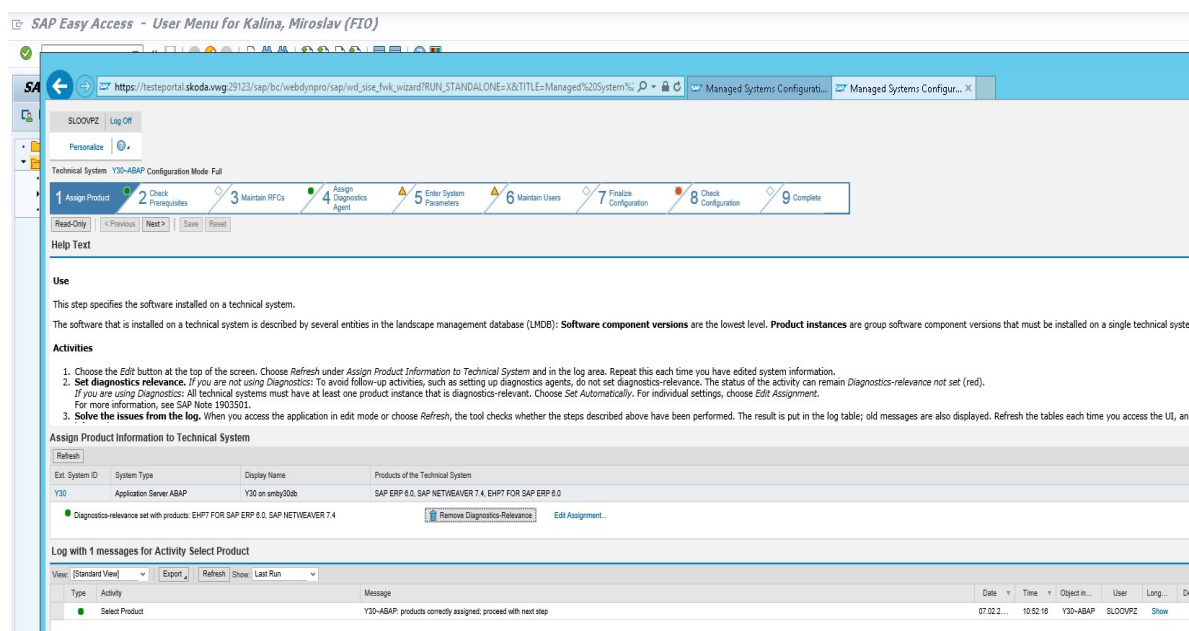 SAP Easy Access - User Menu for Kalina, Miroslav (FIO)
SA
https://testeportal.skoda.vwg:29123/sap/bc/webdynpro/sap/wd_sise_fwk_wizard?RUN_STANDALONE=X&TITLE=Managed%20System%
Managed Systems Configurati...
Managed Systems Configur... X
SLOOVPZ Log Off
Personalize
Technical System Y30~ABAP Configuration Mode Full
1 Assign Product
2 Check Prerequisites
3 Maintain RFCs
4 Assign Diagnostics Agent
5 Enter System Parameters
6 Maintain Users
7 Finalize Configuration
8 Check Configuration
9 Complete
Read-Only < Previous Next > Save Reset
Help Text
Use
This step specifies the software installed on a technical system.
The software that is installed on a technical system is described by several entities in the landscape management database (LMDB): Software component versions are the lowest level. Product instances are group software component versions that must be installed on a single technical syste
Activities
1. Choose the Edit button at the top of the screen. Choose Refresh under Assign Product Information to Technical System and in the log area. Repeat this each time you have edited system information.
2. Set diagnostics relevance. If you are not using Diagnostics: To avoid follow-up activities, such as setting up diagnostics agents, do not set diagnostics-relevance. The status of the activity can remain Diagnostics-relevance not set (red).
If you are using Diagnostics: All technical systems must have at least one product instance that is diagnostics-relevant. Choose Set Automatically. For individual settings, choose Edit Assignment.
For more information, see SAP Note 1903501.
3. Solve the issues from the log. When you access the application in edit mode or choose Refresh, the tool checks whether the steps described above have been performed. The result is put in the log table; old messages are also displayed. Refresh the tables each time you access the UI, an
Assign Product Information to Technical System
Refresh
Ext. System ID System Type Display Name Products of the Technical System
Y30 Application Server ABAP Y30 on smby30db SAP ERP 6.0, SAP NETWEAVER 7.4, EHP7 FOR SAP ERP 6.0
Diagnostics-relevance set with products: EHP7 FOR SAP ERP 6.0, SAP NETWEAVER 7.4 Remove Diagnostics-Relevance Edit Assignment...
Log with 1 messages for Activity Select Product
View: [Standard View] Export Refresh Show: Last Run
Type Activity Message Date Time Object in... User Long... D
Select Product Y30~ABAP: products correctly assigned; proceed with next step 07.02.2... 10:52:16 Y30~ABAP SLOOVPZ Show